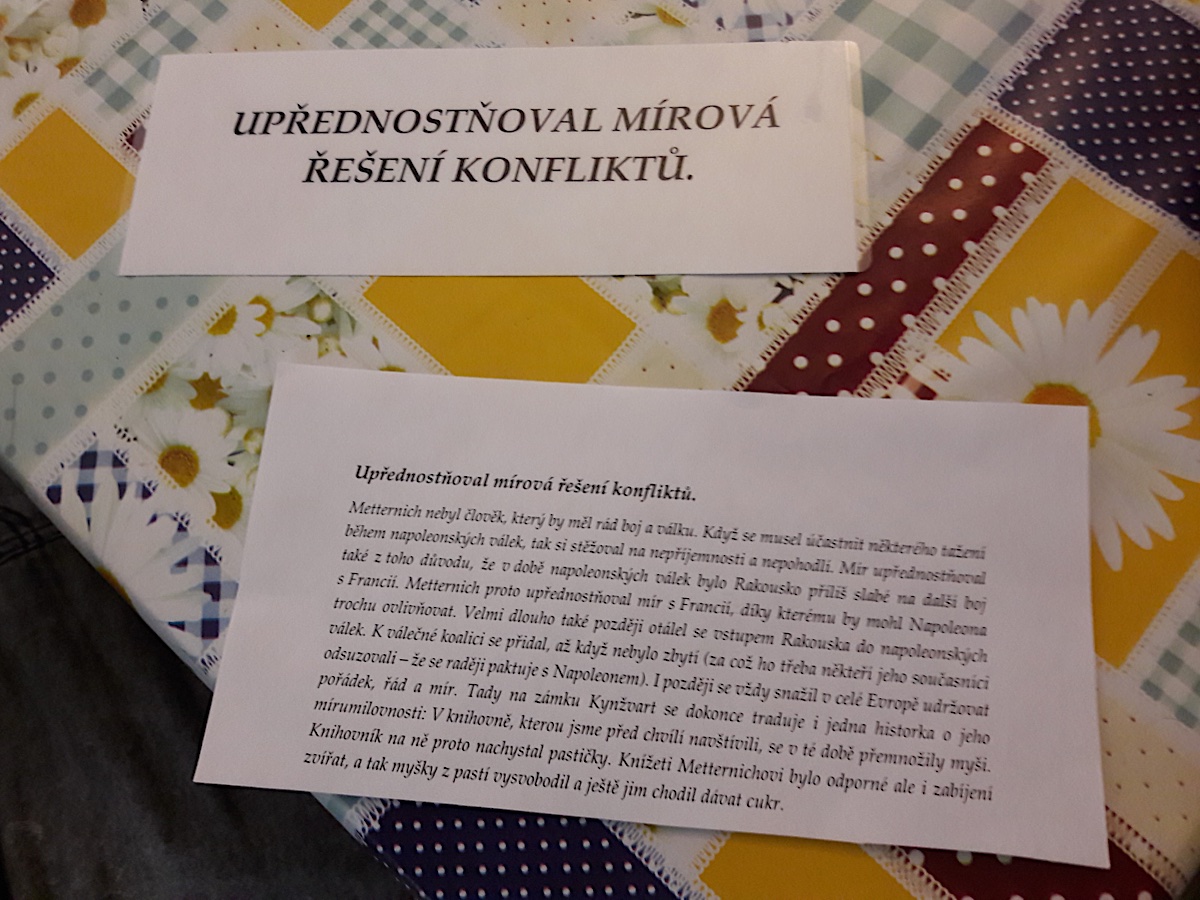 UPŘEDNOSTŇOVAL MÍROVÁ
ŘEŠENÍ KONFLIKTŮ.
Upřednostňoval mírová řešení konfliktů.
Metternich nebyl člověk, který by měl rád boj a válku. Když se musel účastnit některého tažení
během napoleonských válek, tak si stěžoval na nepříjemnosti a nepohodlí. Mír upřednostňoval
také z toho důvodu, že v době napoleonských válek bylo Rakousko příliš slabé na další boj
s Francií. Metternich proto upřednostňoval mír s Francií, díky kterému by mohl Napoleona
trochu ovlivňovat. Velmi dlouho také později otálel se vstupem Rakouska do napoleonských
válek. K válečné koalici se přidal, až když nebylo zbytí (za což ho třeba někteří jeho současníci
odsuzovali – že se raději paktuje s Napoleonem). I později se vždy snažil v celé Evropě udržovat
pořádek, řád a mír. Tady na zámku Kynžvart se dokonce traduje i jedna historka o jeho
mírumilovnosti: V knihovně, kterou jsme před chvílí navštívili, se v té době přemnožily myši.
Knihovník na ně proto nachystal pastičky. Knížeti Metternichovi bylo odporné ale i zabíjení
zvířat, a tak myšky z pastí vysvobodil a ještě jim chodil dávat cukr.